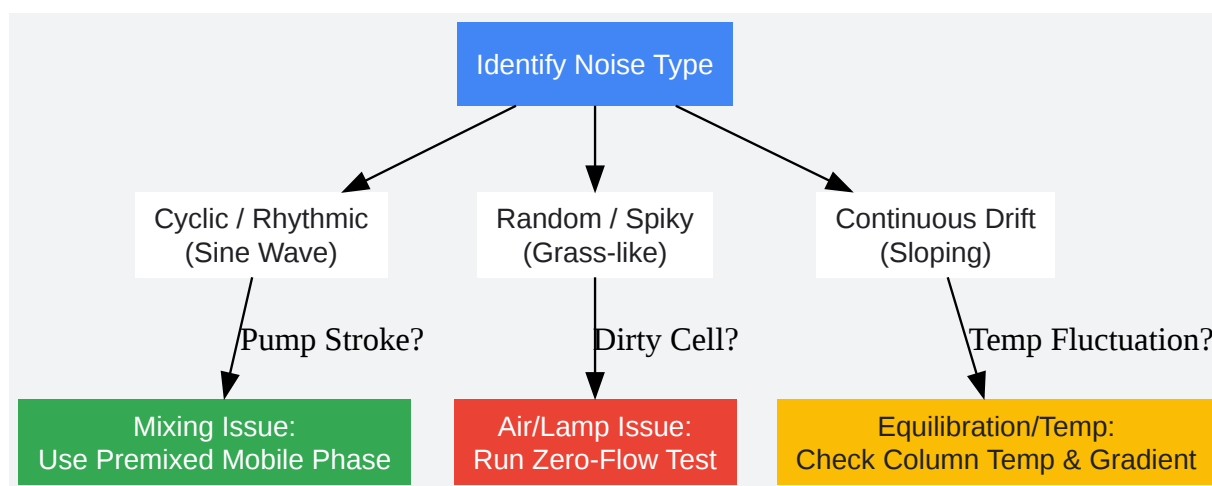 Identify Noise Type
Cyclic / Rhythmic
(Sine Wave)
Random / Spiky
(Grass-like)
Continuous Drift
(Sloping)
Pump Stroke?
Dirty Cell?
Temp Fluctuation?
Mixing Issue:
Use Premixed Mobile Phase
Air/Lamp Issue:
Run Zero-Flow Test
Equilibration/Temp:
Check Column Temp & Gradient